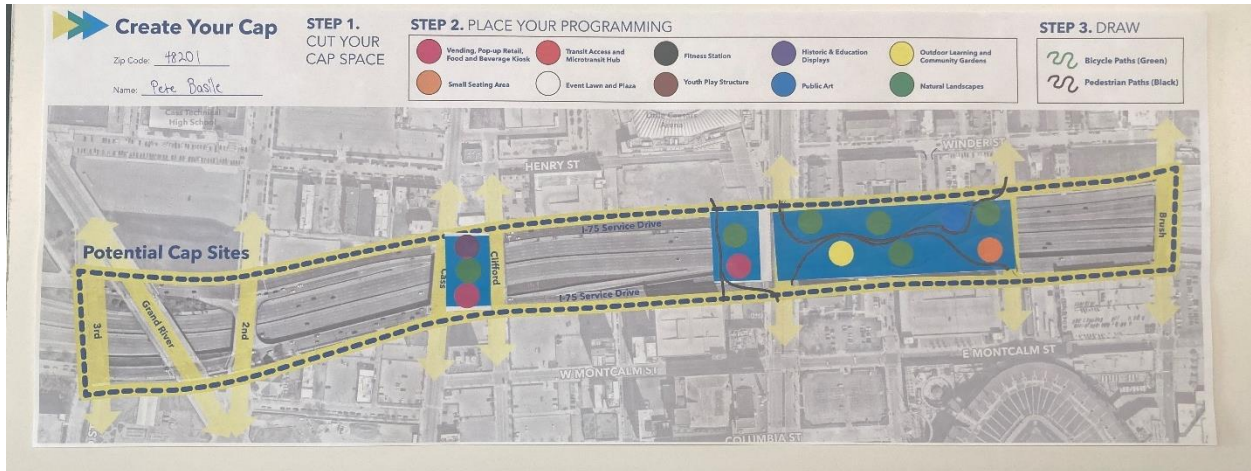 Create Your Cap
Zip Code: 48201
Name: Pete Basile
STEP 1.
CUT YOUR
CAP SPACE
STEP 2. PLACE YOUR PROGRAMMING
Vending, Pop-up Retail,
Food and Beverage Kiosk
Transit Access and
Microtransit Hub
Fitness Station
Historic & Education
Displays
Outdoor Learning and
Community Gardens
Small Seating Area
Event Lawn and Plaza
Youth Play Structure
Public Art
Natural Landscapes
STEP 3. DRAW
Bicycle Paths (Green)
Pedestrian Paths (Black)
Cass Technical
High School
HENRY ST
WINDER ST
Potential Cap Sites
I-75 Service Drive
Brush
Cass
Clifford
I-75 Service Drive
3rd
Grand River
2nd
W MONTCALM ST
E MONTCALM ST
COLUMBIA ST